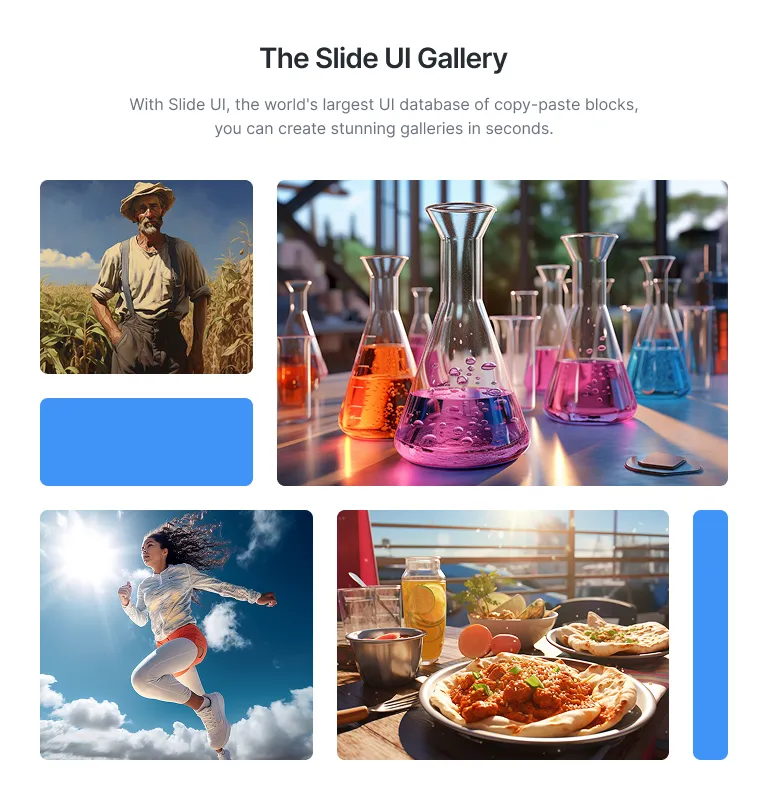 The Slide UI Gallery
With Slide UI, the world's largest UI database of copy-paste blocks,
you can create stunning galleries in seconds.